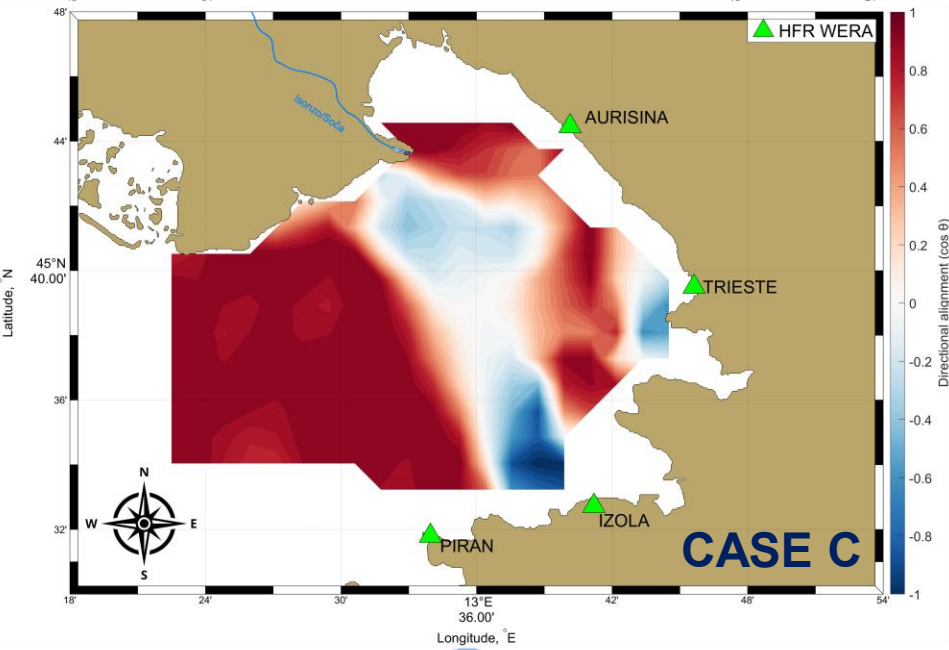 48'
44'
45°N
40.00'
36'
32'
18'
24'
30'
13°E
36.00'
42'
48'
54'
Latitude, °N
Longitude, °E
HFR WERA
Isonzo/Soča
AURISINA
TRIESTE
IZOLA
PIRAN
N
W
E
S
CASE C
1
0.8
0.6
0.4
0.2
0
-0.2
-0.4
-0.6
-0.8
-1
Directional alignment (cos θ)